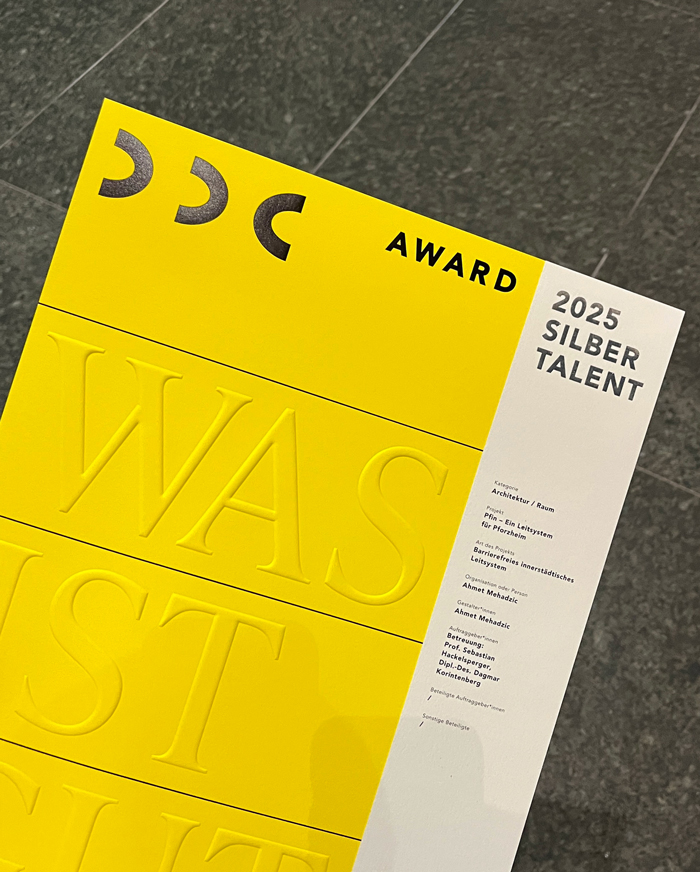 DDC
AWARD
2025
SILBER
TALENT
WAS
IST
Kategorie
Architektur / Raum
Projekt
Pfin – Ein Leitsystem
für Pforzheim
Art des Projekts
Barrierefreies innerstädtisches
Leitsystem
Organisation oder Person
Ahmet Mehadzic
Gestalter*innen
Ahmet Mehadzic
Auftraggeber*innen
Betreuung:
Prof. Sebastian
Hackelsperger,
Dipl.-Des. Dagmar
Korintenberg
Beteiligte Auftraggeber*innen
/
Sonstige Beteiligte
/